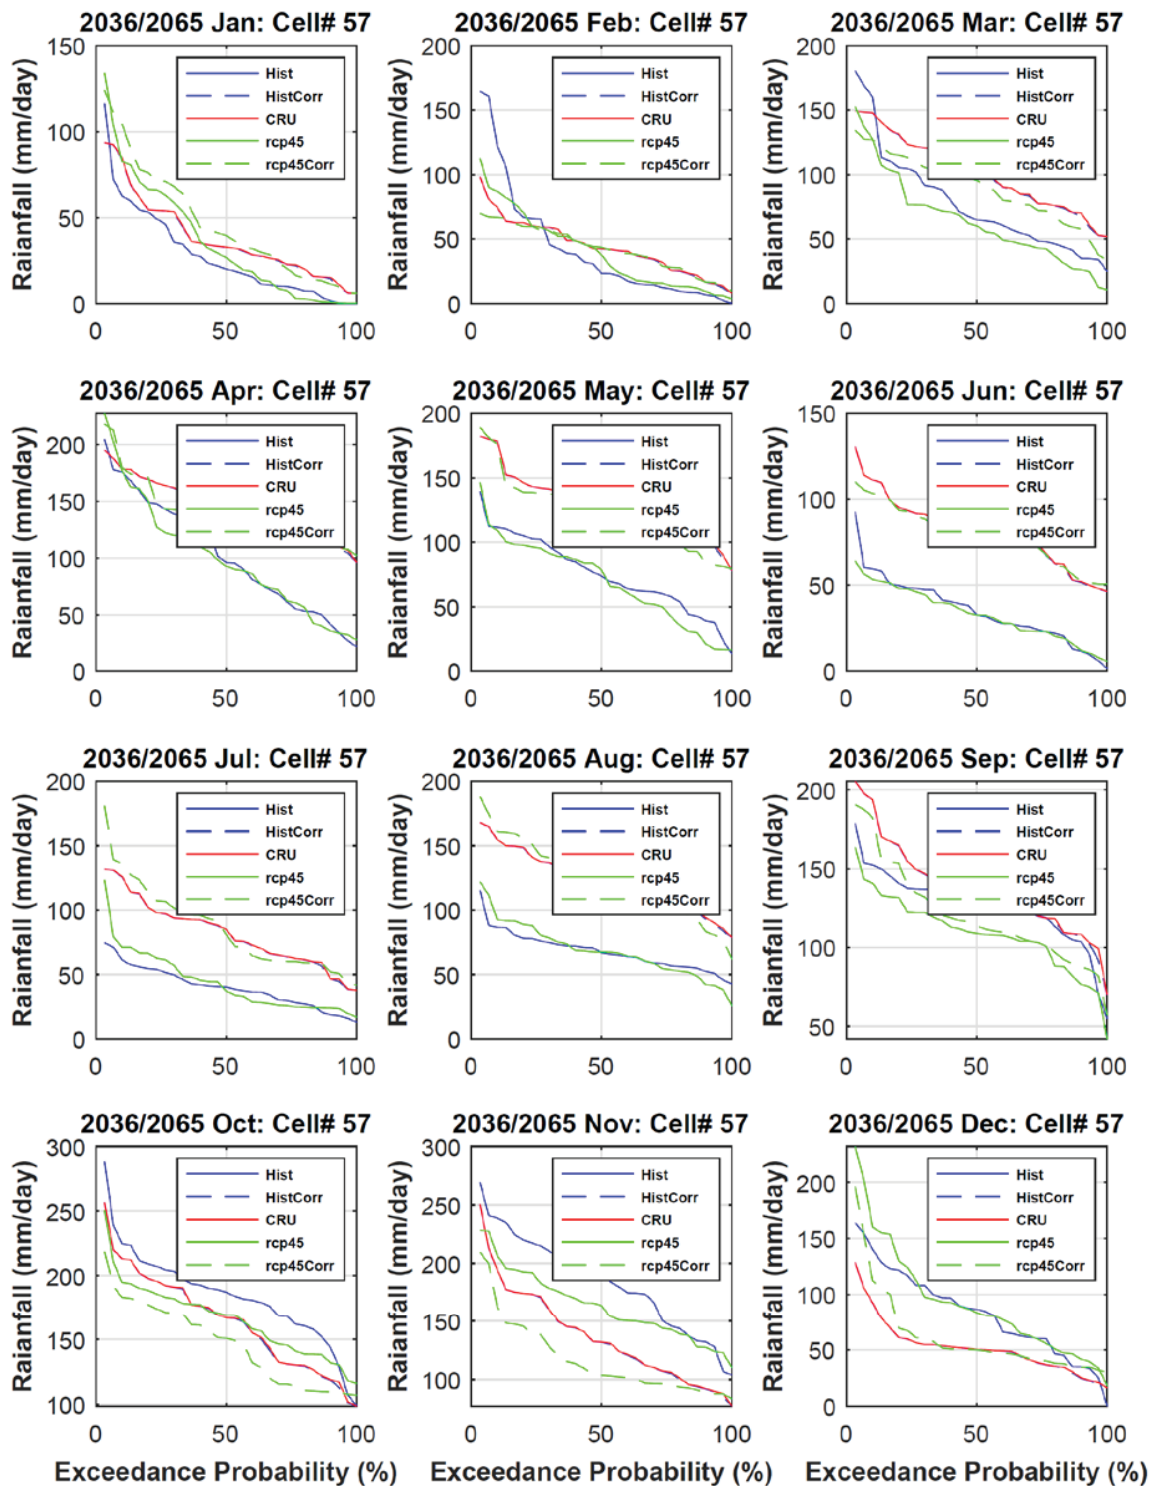 2036/2065 Jan: Cell# 57
Raianfall (mm/day)
150
100
50
0
0 50 100
Hist
HistCorr
CRU
rcp45
rcp45Corr
2036/2065 Feb: Cell# 57
Raianfall (mm/day)
200
150
100
50
0
0 50 100
Hist
HistCorr
CRU
rcp45
rcp45Corr
2036/2065 Mar: Cell# 57
Raianfall (mm/day)
200
150
100
50
0
0 50 100
Hist
HistCorr
CRU
rcp45
rcp45Corr
2036/2065 Apr: Cell# 57
Raianfall (mm/day)
200
150
100
50
0
0 50 100
Hist
HistCorr
CRU
rcp45
rcp45Corr
2036/2065 May: Cell# 57
Raianfall (mm/day)
200
150
100
50
0
0 50 100
Hist
HistCorr
CRU
rcp45
rcp45Corr
2036/2065 Jun: Cell# 57
Raianfall (mm/day)
150
100
50
0
0 50 100
Hist
HistCorr
CRU
rcp45
rcp45Corr
2036/2065 Jul: Cell# 57
Raianfall (mm/day)
200
150
100
50
0
0 50 100
Hist
HistCorr
CRU
rcp45
rcp45Corr
2036/2065 Aug: Cell# 57
Raianfall (mm/day)
200
150
100
50
0
0 50 100
Hist
HistCorr
CRU
rcp45
rcp45Corr
2036/2065 Sep: Cell# 57
Raianfall (mm/day)
200
150
100
50
0 50 100
Hist
HistCorr
CRU
rcp45
rcp45Corr
2036/2065 Oct: Cell# 57
Raianfall (mm/day)
300
250
200
150
100
0 50 100
Exceedance Probability (%)
Hist
HistCorr
CRU
rcp45
rcp45Corr
2036/2065 Nov: Cell# 57
Raianfall (mm/day)
300
250
200
150
100
0 50 100
Exceedance Probability (%)
Hist
HistCorr
CRU
rcp45
rcp45Corr
2036/2065 Dec: Cell# 57
Raianfall (mm/day)
200
150
100
50
0
0 50 100
Exceedance Probability (%)
Hist
HistCorr
CRU
rcp45
rcp45Corr